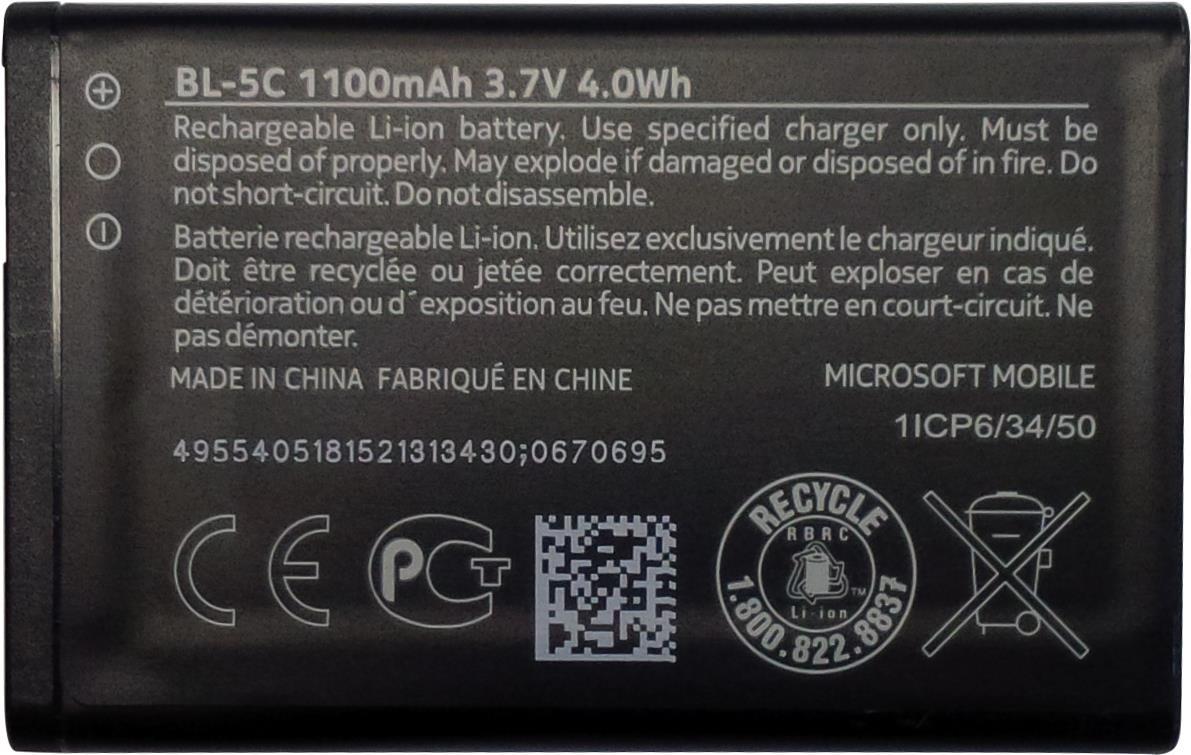 BL-5C 1100mAh 3.7V 4.0Wh
Rechargeable Li-ion battery. Use specified charger only. Must be
disposed of properly. May explode if damaged or disposed of in fire. Do
not short-circuit. Do not disassemble.
Batterie rechargeable Li-ion. Utilisez exclusivement le chargeur indiqué.
Doit être recyclée ou jetée correctement. Peut exploser en cas de
détérioration ou d´exposition au feu. Ne pas mettre en court-circuit. Ne
pas démonter.
MADE IN CHINA FABRIQUÉ EN CHINE
MICROSOFT MOBILE
1ICP6/34/50
4955405181521313430;0670695
CE
PCT
RECYCLE
RBRC
TM
Li-ion
1.800.822.8837